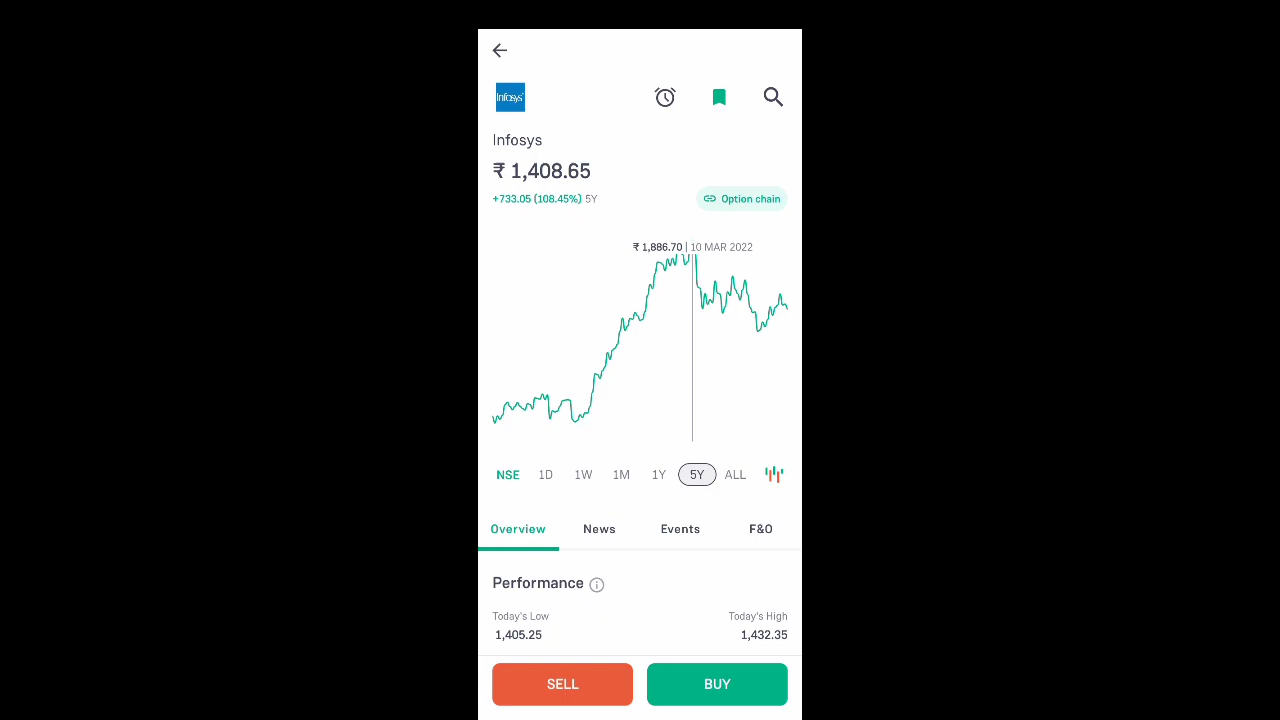 Infosys
Infosys
₹ 1,408.65
+733.05 (108.45%) 5Y
Option chain
₹ 1,886.70 | 10 MAR 2022
NSE 1D 1W 1M 1Y 5Y ALL
Overview News Events F&O
Performance
Today's Low Today's High
1,405.25 1,432.35
SELL BUY